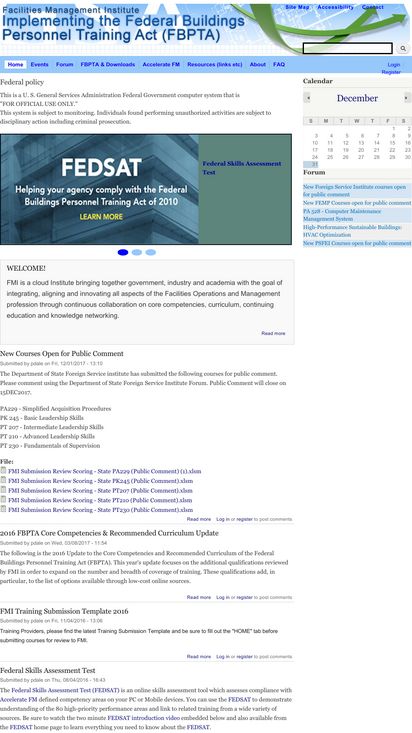 Site Map Accessibility Contact
Facilities Management Institute
Implementing the Federal Buildings
Personnel Training Act (FBPTA)
Home Events Forum FBPTA & Downloads Accelerate FM Resources (links etc) About FAQ
Login
Register
Federal policy
This is a U. S. General Services Administration Federal Government computer system that is
"FOR OFFICIAL USE ONLY."
This system is subject to monitoring. Individuals found performing unauthorized activities are subject to
disciplinary action including criminal prosecution.
FEDSAT
Helping your agency comply with the Federal
Buildings Personnel Training Act of 2010
LEARN MORE
Federal Skills Assessment
Test
WELCOME!
FMI is a cloud Institute bringing together government, industry and academia with the goal of
integrating, aligning and innovating all aspects of the Facilities Operations and Management
profession through continuous collaboration on core competencies, curriculum, continuing
education and knowledge networking.
Read more
New Courses Open for Public Comment
Submitted by pdale on Fri, 12/01/2017 - 13:10
The Department of State Foreign Service institute has submitted the following courses for public comment.
Please comment using the Department of State Foreign Service Institute Forum. Public Comment will close on
15DEC2017.
PA229 - Simplified Acquisition Procedures
PK 245 - Basic Leadership Skills
PT 207 - Intermediate Leadership Skills
PT 210 - Advanced Leadership Skills
PT 230 - Fundamentals of Supervision
File:
FMI Submission Review Scoring - State PA229 (Public Comment) (1).xlsm
FMI Submission Review Scoring - State PK245 (Public Comment).xlsm
FMI Submission Review Scoring - State PT207 (Public Comment).xlsm
FMI Submission Review Scoring - State PT210 (Public Comment).xlsm
FMI Submission Review Scoring - State PT230 (Public Comment).xlsm
Read more Log in or register to post comments
2016 FBPTA Core Competencies & Recommended Curriculum Update
Submitted by pdale on Wed, 03/08/2017 - 11:54
The following is the 2016 Update to the Core Competencies and Recommended Curriculum of the Federal
Buildings Personnel Training Act (FBPTA). This year's update focuses on the additional qualifications reviewed
by FMI in order to expand on the number and breadth of coverage of training. These qualifications add, in
particular, to the list of options available through low-cost online sources.
Read more Log in or register to post comments
FMI Training Submission Template 2016
Submitted by pdale on Fri, 11/04/2016 - 13:06
Training Providers, please find the latest Training Submission Template and be sure to fill out the "HOME" tab before
submitting courses for review to FMI.
Read more Log in or register to post comments
Federal Skills Assessment Test
Submitted by pdale on Thu, 08/04/2016 - 16:43
The Federal Skills Assessment Test (FEDSAT) is an online skills assessment tool which assesses compliance with
Accelerate FM defined competency areas on your PC or Mobile devices. You can use the FEDSAT to demonstrate
understanding of the 80 high-priority performance areas and link to related training from a wide variety of
sources. Be sure to watch the two minute FEDSAT introduction video embedded below and also available from
the FEDSAT home page to learn everything you need to know about the FEDSAT.
Calendar
« December »
S M T W T F S
1 2
3 4 5 6 7 8 9
10 11 12 13 14 15 16
17 18 19 20 21 22 23
24 25 26 27 28 29 30
31
Forum
New Foreign Service Institute courses open
for public comment
New FEMP Courses open for public comment
PA 528 - Computer Maintenance
Management System
High-Performance Sustainable Buildings:
HVAC Optimization
New PSFEI Courses open for public comment